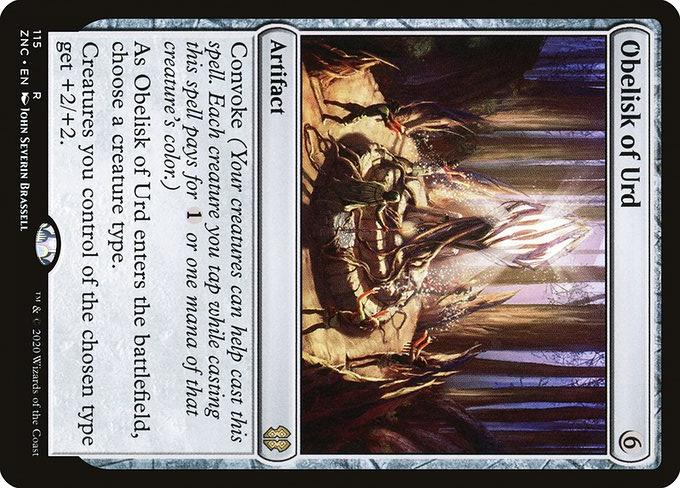 Obelisk of Urd 6
Artifact
Convoke (Your creatures can help cast this
spell. Each creature you tap while casting
this spell pays for 1 or one mana of that
creature's color.)
As Obelisk of Urd enters the battlefield,
choose a creature type.
Creatures you control of the chosen type
get +2/+2.
115 R
ZNC • EN John Severin Brassell
™ & © 2020 Wizards of the Coast